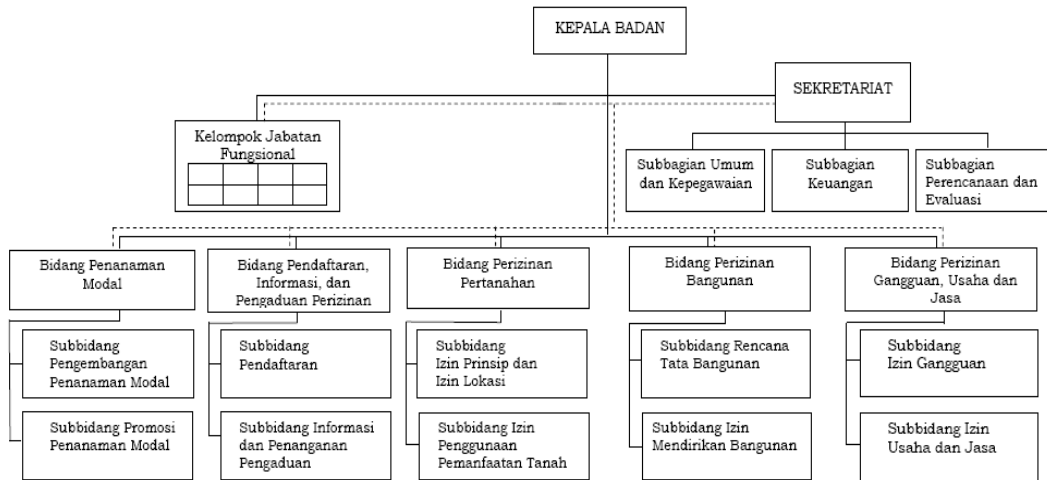 KEPALA BADAN
SEKRETARIAT
Kelompok Jabatan
Fungsional
Subbagian Umum
dan Kepegawaian
Subbagian
Keuangan
Subbagian
Perencanaan dan
Evaluasi
Bidang Penanaman
Modal
Bidang Pendaftaran,
Informasi, dan
Pengaduan Perizinan
Bidang Perizinan
Pertanahan
Bidang Perizinan
Bangunan
Bidang Perizinan
Gangguan, Usaha dan
Jasa
Subbidang
Pengembangan
Penanaman Modal
Subbidang
Pendaftaran
Subbidang
Izin Prinsip dan
Izin Lokasi
Subbidang Rencana
Tata Bangunan
Subbidang
Izin Gangguan
Subbidang Promosi
Penanaman Modal
Subbidang Informasi
dan Penanganan
Pengaduan
Subbidang Izin
Penggunaan
Pemanfaatan Tanah
Subbidang Izin
Mendirikan Bangunan
Subbidang Izin
Usaha dan Jasa